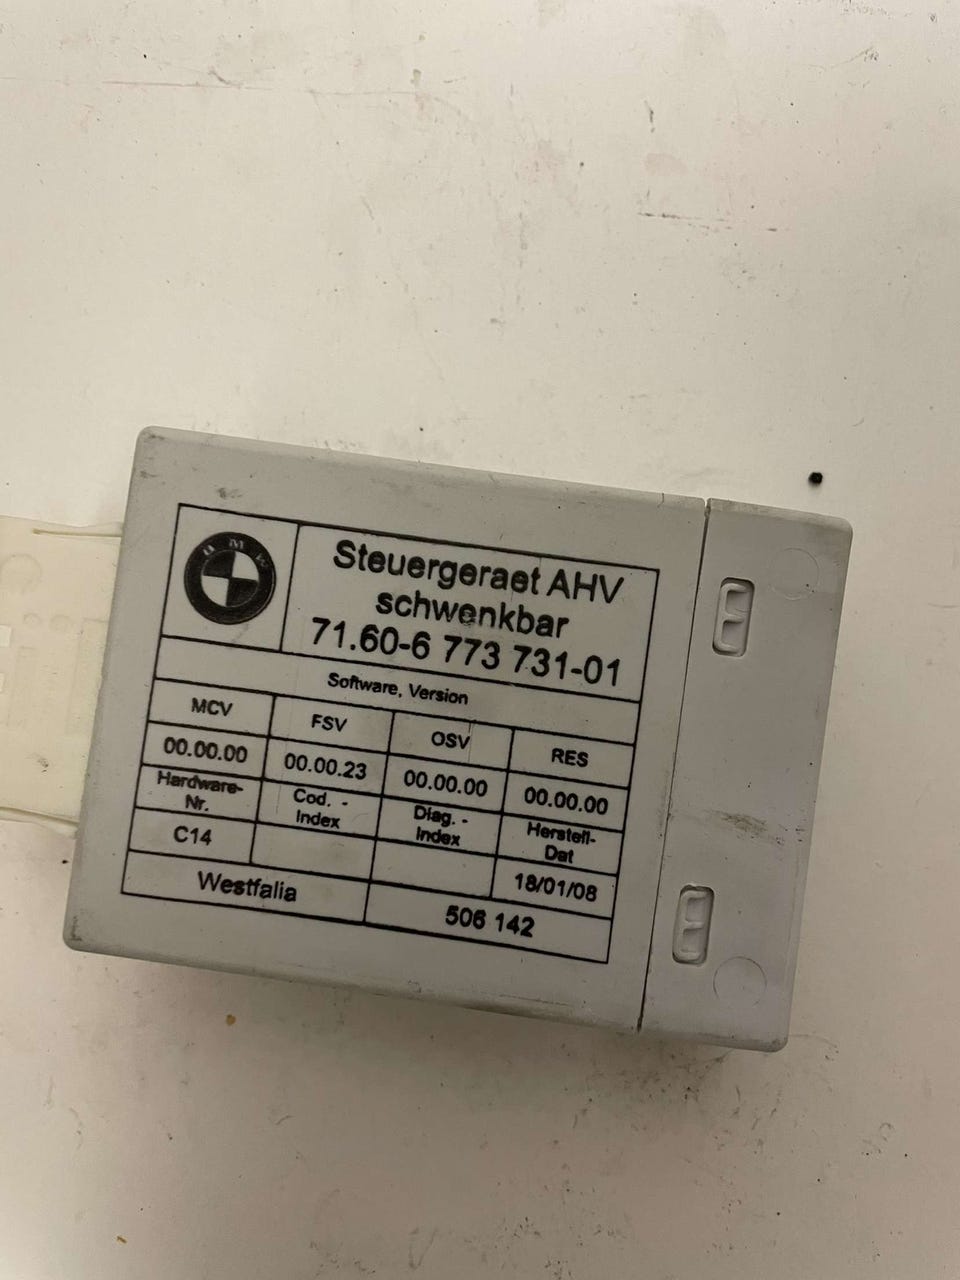 BMW
Steuergeraet AHV
schwenkbar
71.60-6 773 731-01
Software, Version
MCV FSV OSV RES
00.00.00 00.00.23 00.00.00 00.00.00
Hardware-
Nr.
Cod. -
Index
Diag. -
Index
Herstell-
Dat
C14 18/01/08
Westfalia 506 142